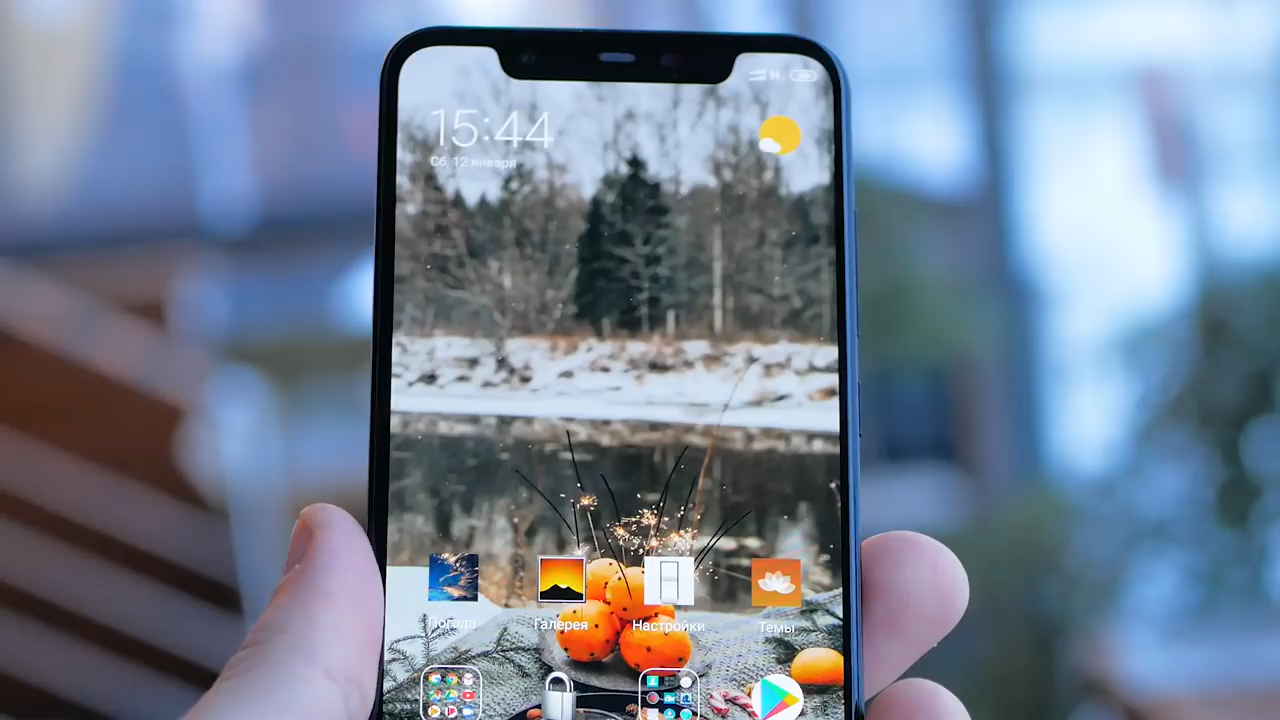 H
15:44
Сб, 12 января
Погода
Галерея
Настройки
Темы